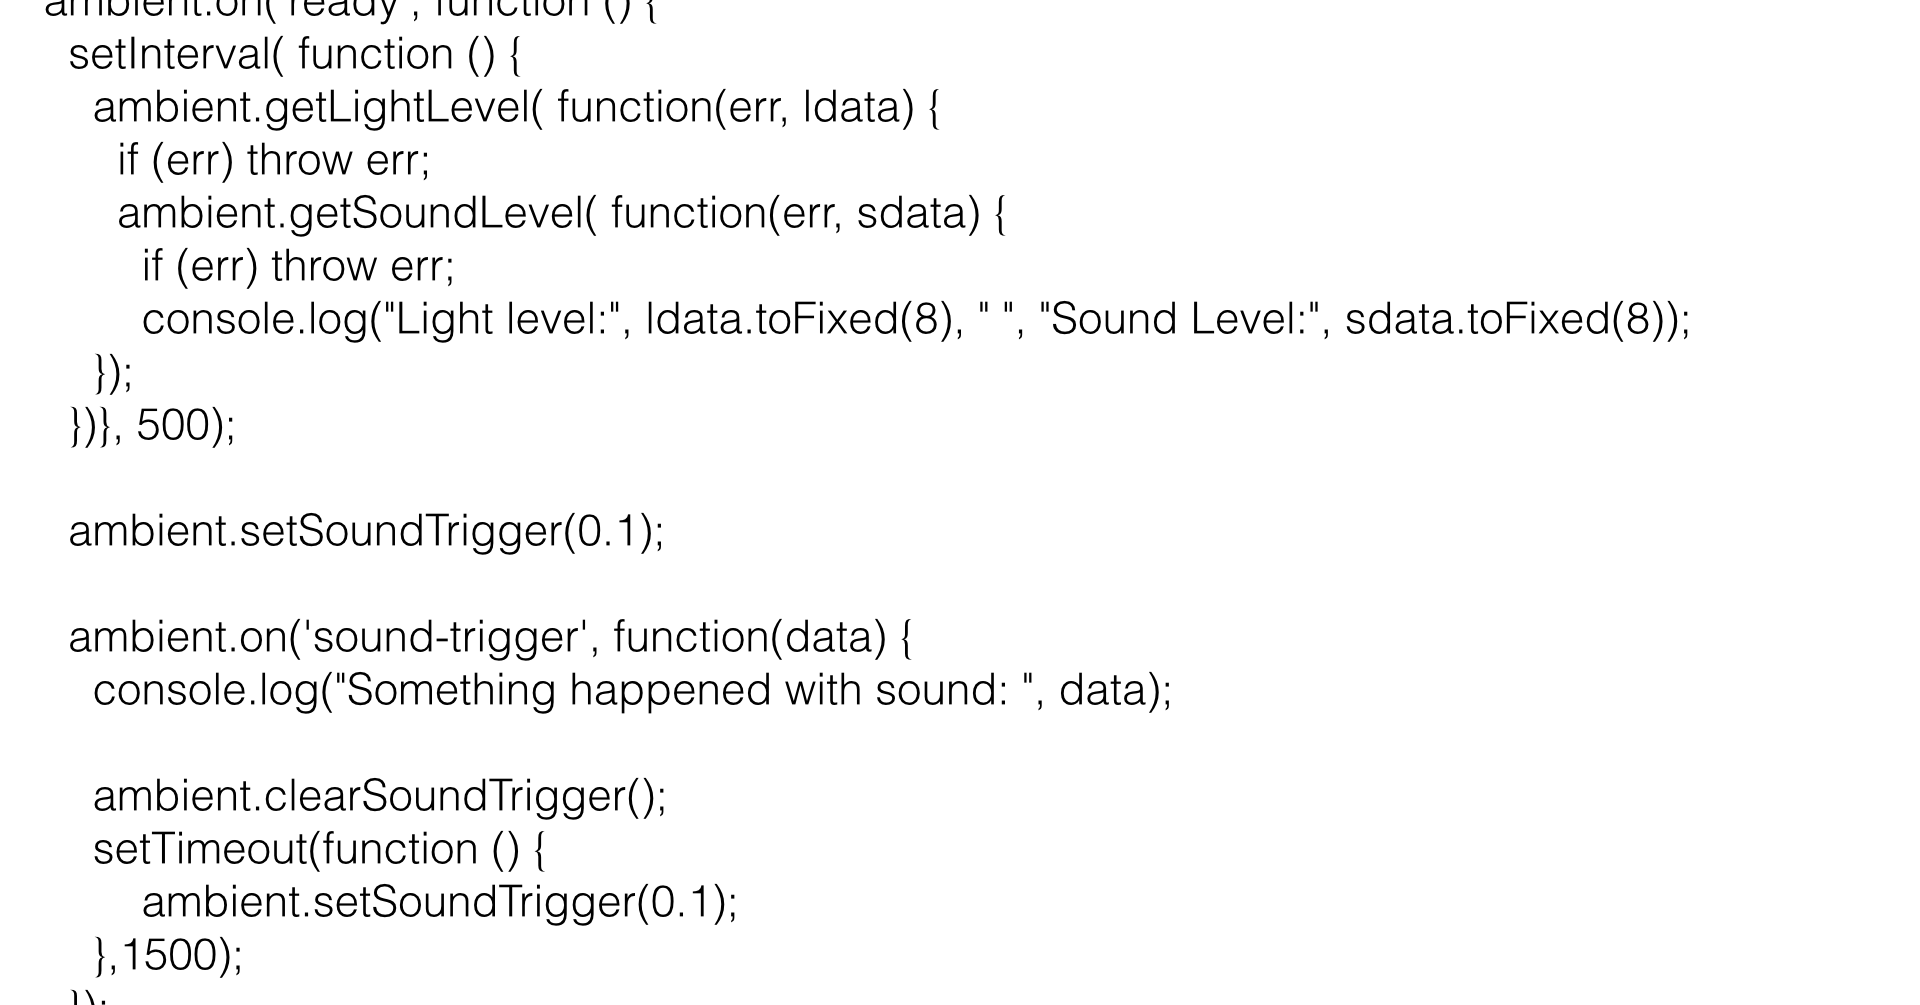 ambient.on('ready', function () {
setInterval( function () {
ambient.getLightLevel( function(err, ldata) {
if (err) throw err;
ambient.getSoundLevel( function(err, sdata) {
if (err) throw err;
console.log("Light level:", ldata.toFixed(8), " ", "Sound Level:", sdata.toFixed(8));
});
})}, 500);
ambient.setSoundTrigger(0.1);
ambient.on('sound-trigger', function(data) {
console.log("Something happened with sound: ", data);
ambient.clearSoundTrigger();
setTimeout(function () {
ambient.setSoundTrigger(0.1);
},1500);
});